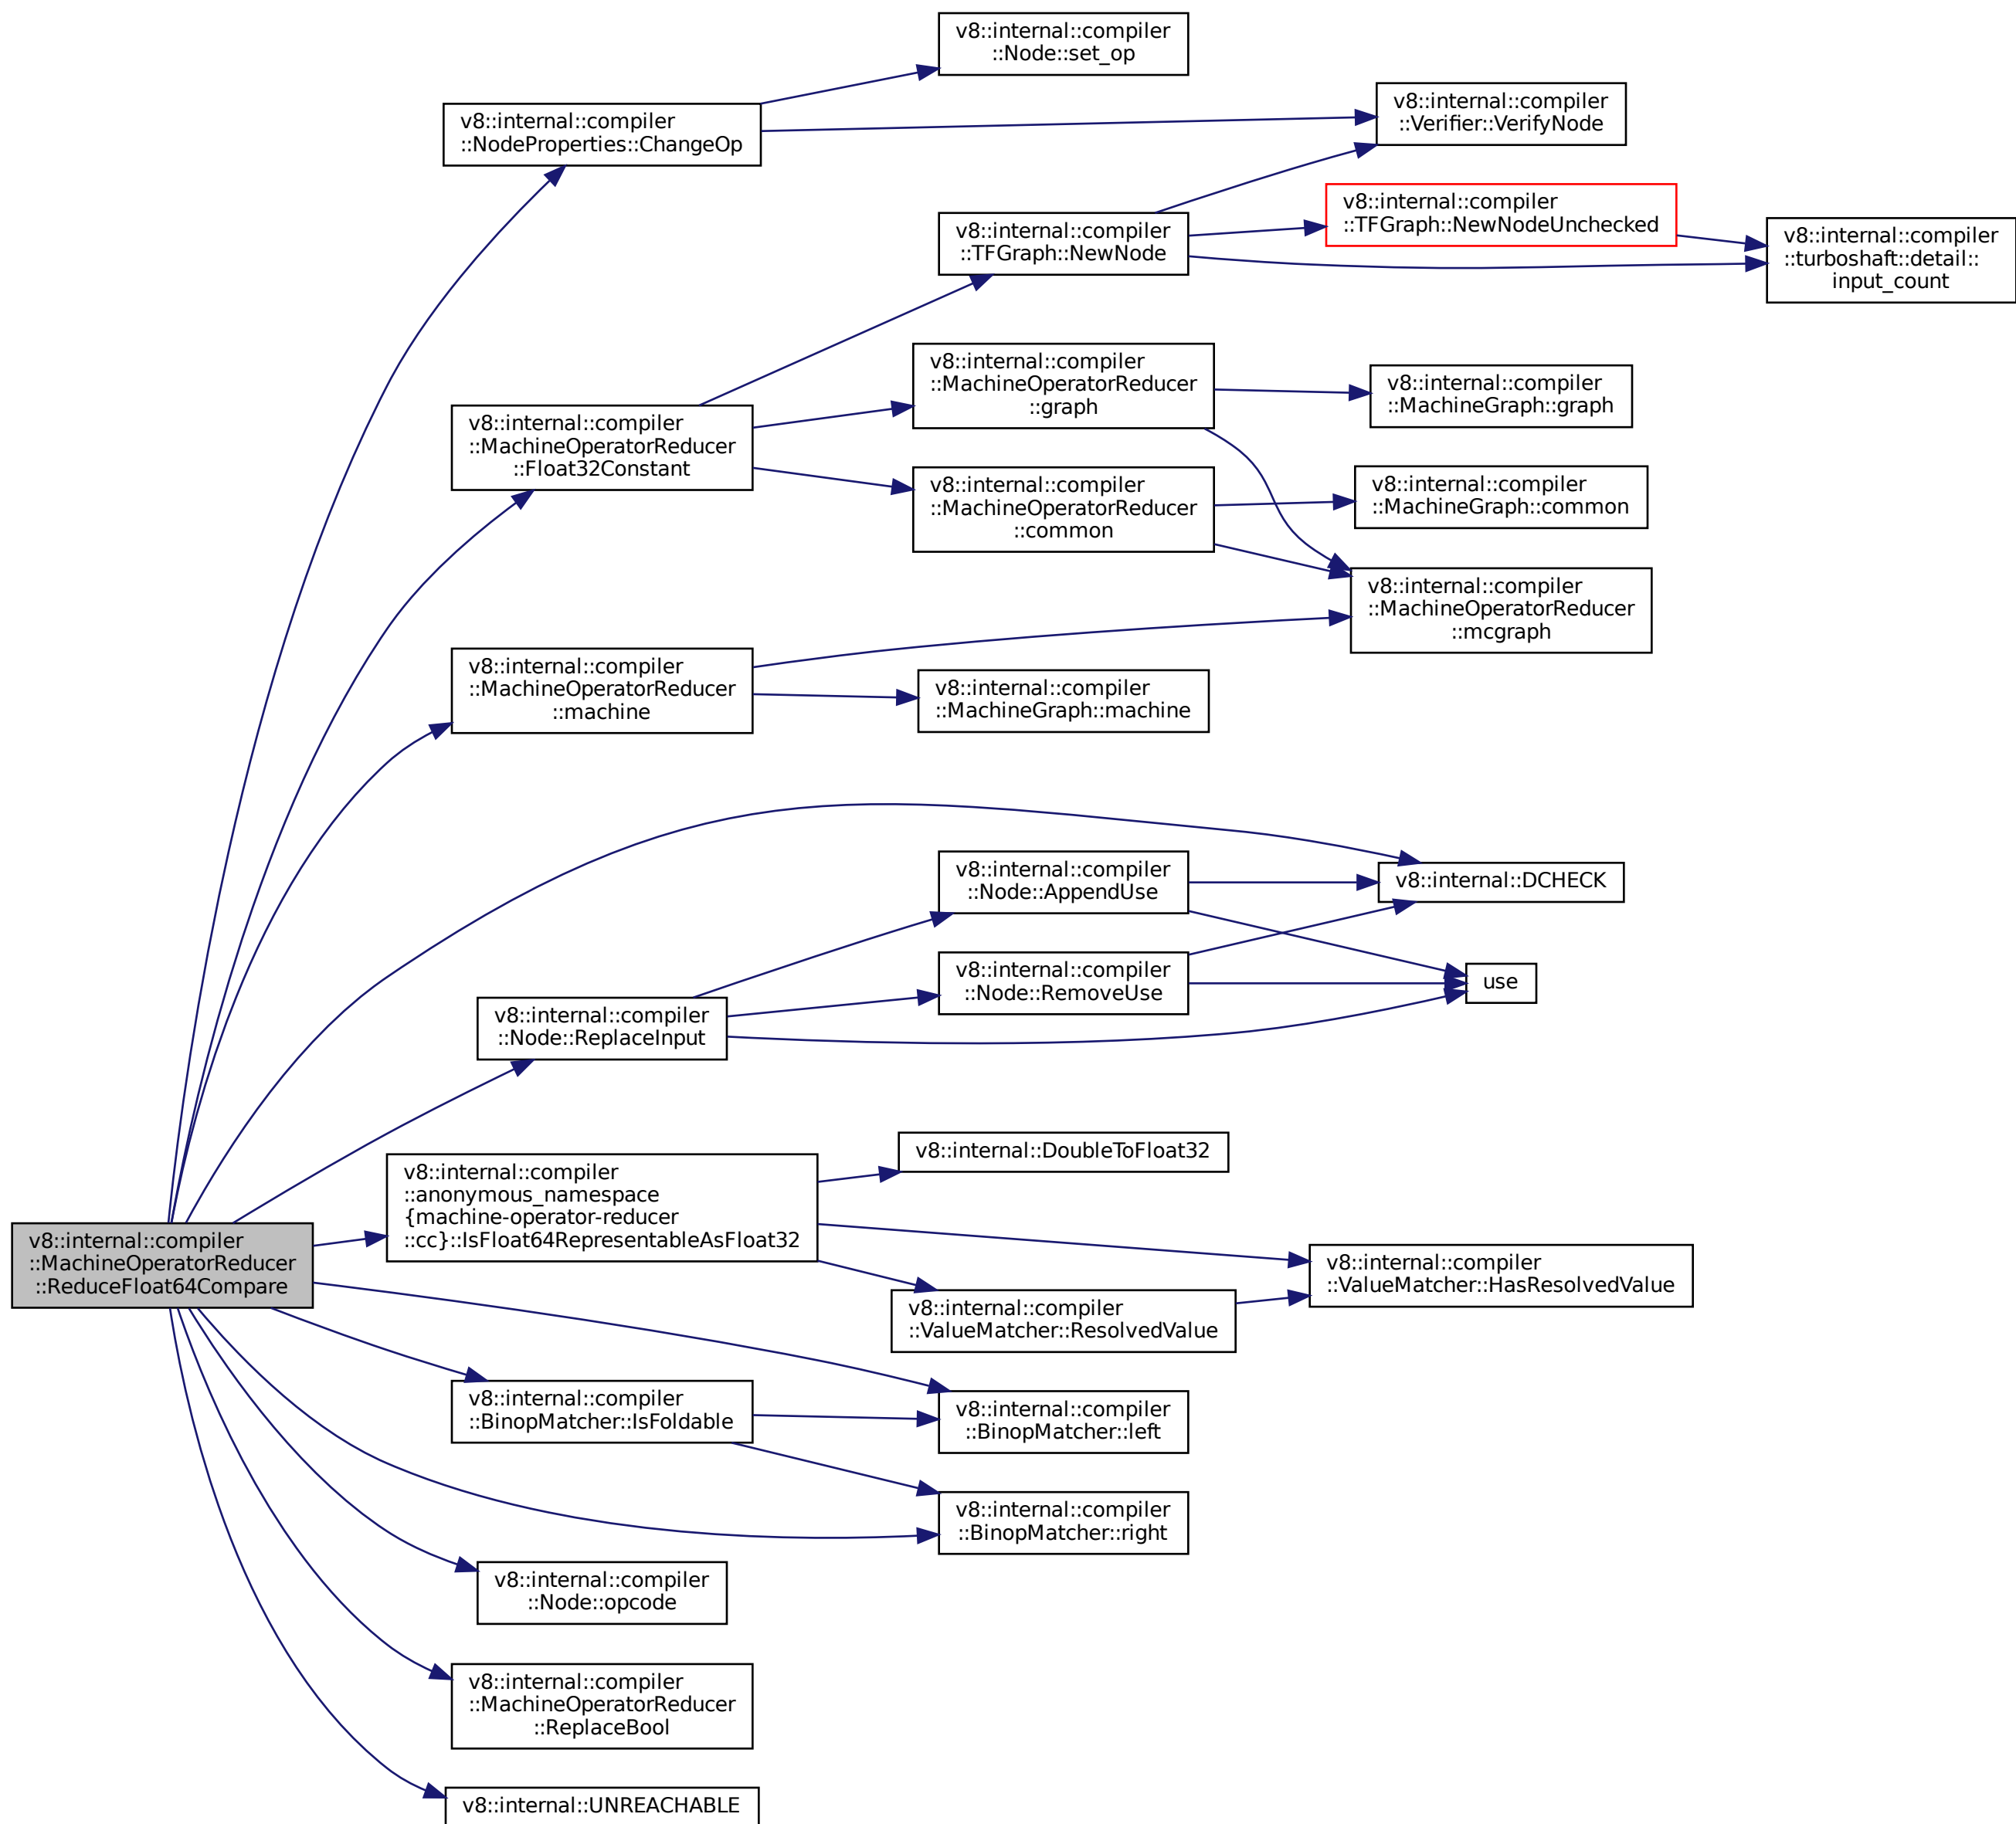 v8::internal::compiler
::Node::set_op
v8::internal::compiler
::Verifier::VerifyNode
v8::internal::compiler
::NodeProperties::ChangeOp
v8::internal::compiler
::TFGraph::NewNodeUnchecked
v8::internal::compiler
::TFGraph::NewNode
v8::internal::compiler
::turboshaft::detail::
input_count
v8::internal::compiler
::MachineOperatorReducer
::graph
v8::internal::compiler
::MachineGraph::graph
v8::internal::compiler
::MachineOperatorReducer
::Float32Constant
v8::internal::compiler
::MachineOperatorReducer
::common
v8::internal::compiler
::MachineGraph::common
v8::internal::compiler
::MachineOperatorReducer
::mcgraph
v8::internal::compiler
::MachineOperatorReducer
::machine
v8::internal::compiler
::MachineGraph::machine
v8::internal::compiler
::Node::AppendUse
v8::internal::DCHECK
v8::internal::compiler
::Node::RemoveUse
use
v8::internal::compiler
::Node::ReplaceInput
v8::internal::DoubleToFloat32
v8::internal::compiler
::anonymous_namespace
{machine-operator-reducer
::cc}::IsFloat64RepresentableAsFloat32
v8::internal::compiler
::MachineOperatorReducer
::ReduceFloat64Compare
v8::internal::compiler
::ValueMatcher::HasResolvedValue
v8::internal::compiler
::ValueMatcher::ResolvedValue
v8::internal::compiler
::BinopMatcher::IsFoldable
v8::internal::compiler
::BinopMatcher::left
v8::internal::compiler
::BinopMatcher::right
v8::internal::compiler
::Node::opcode
v8::internal::compiler
::MachineOperatorReducer
::ReplaceBool
v8::internal::UNREACHABLE